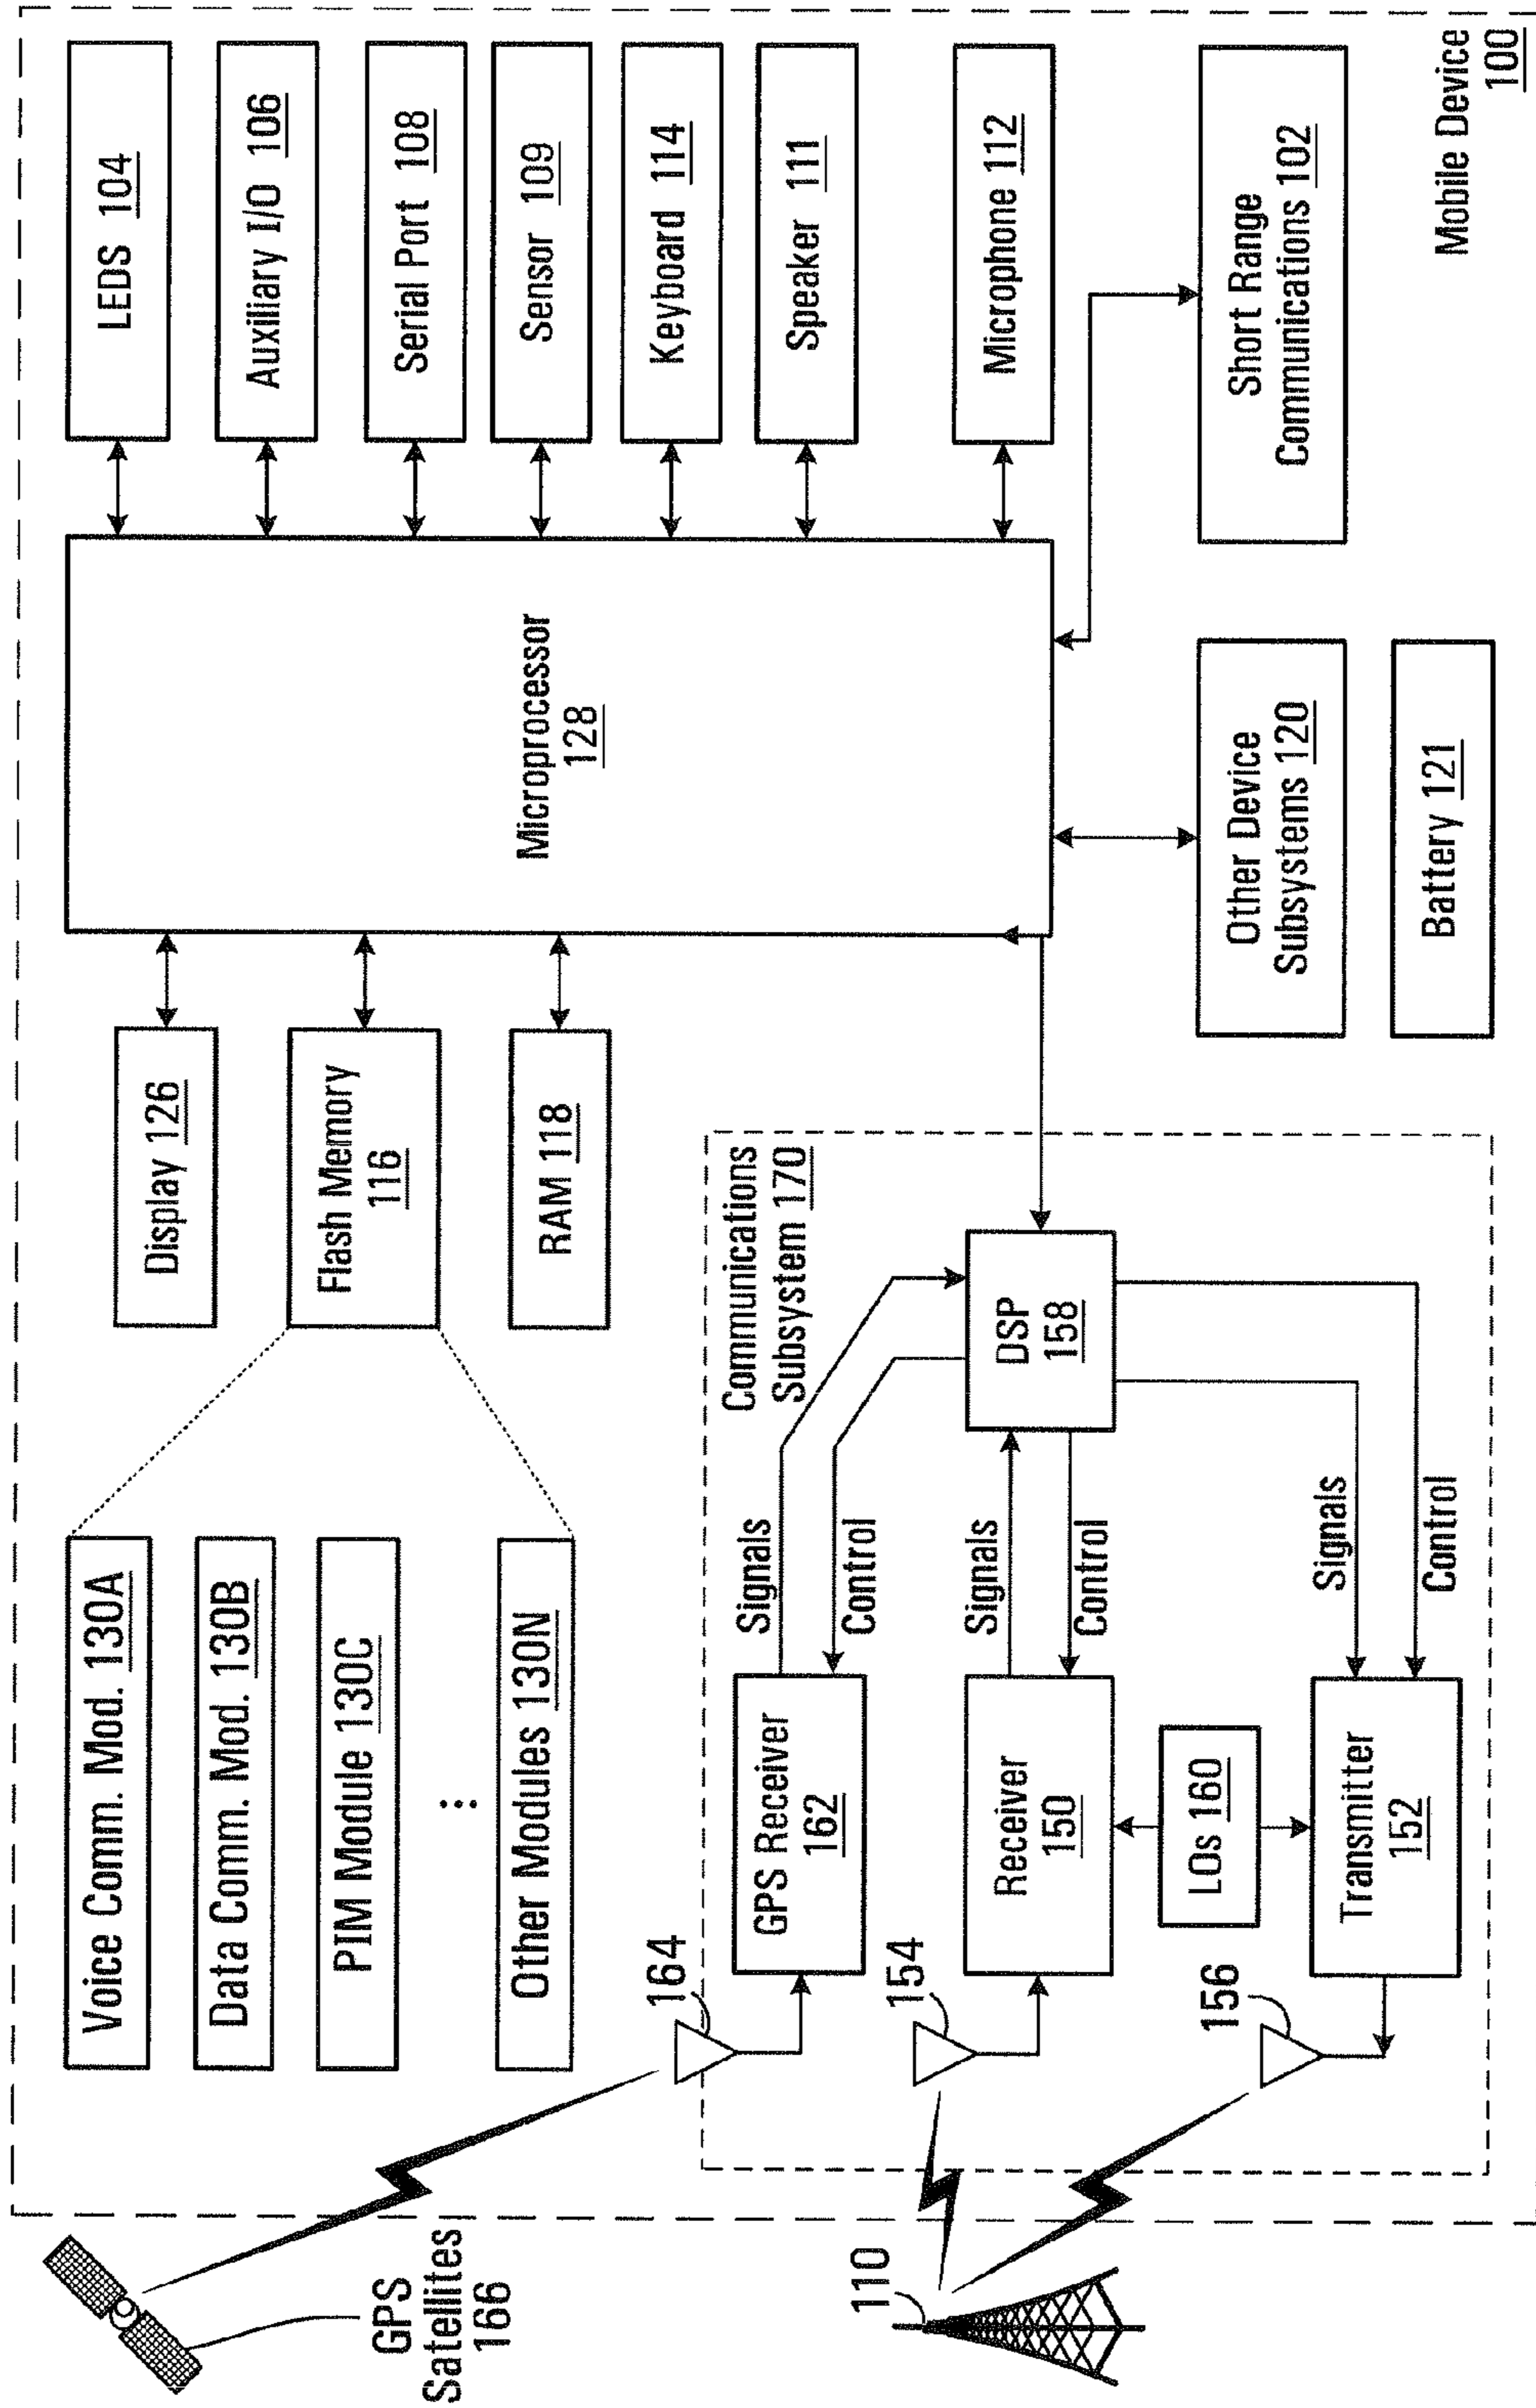 GPS
Satellites
166
110
Voice Comm. Mod. 130A
Data Comm. Mod. 130B
PIM Module 130C
Other Modules 130N
Display 126
Flash Memory
116
RAM 118
Microprocessor
128
LEDS 104
Auxiliary I/O 106
Serial Port 108
Sensor 109
Keyboard 114
Speaker 111
Microphone 112
Communications
Subsystem 170
164
GPS Receiver
162
Signals
Control
154
Receiver
150
Signals
Control
DSP
158
LOs 160
156
Transmitter
152
Signals
Control
Other Device
Subsystems 120
Battery 121
Short Range
Communications 102
Mobile Device
100